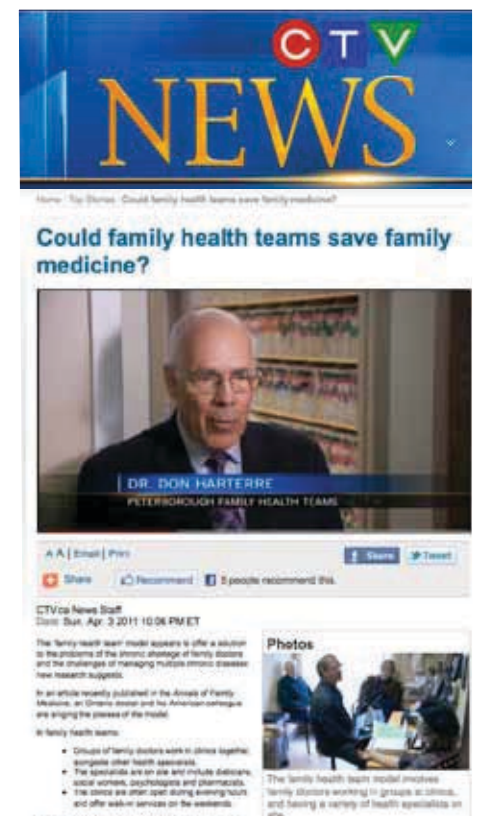 CTV
NEWS
Home Top Stories Could family health teams save family medicine?
Could family health teams save family
medicine?
DR. DON HARTERRE
PETERBOROUGH FAMILY HEALTH TEAMS
A A | Email | Print
Share Tweet
Share Recommend 5 people recommend this.
CTV.ca News Staff
Date: Sun. Apr. 3 2011 10:06 PM ET
The "family health team" model appears to offer a solution
to the problems of the chronic shortage of family doctors
and the challenges of managing multiple chronic diseases
new research suggests.
In an article recently published in the Annals of Family
Medicine, an Ontario doctor and his American colleague
are singing the praises of the model.
In family health teams:
• Groups of family doctors work in clinics together,
alongside other health specialists.
• The specialists are on site and include dieticians,
social workers, psychologists and pharmacists.
• The clinics are often open during evening hours
and offer walk-in services on the weekends.
Photos
The family health team model involves
family doctors working in groups at clinics,
and having a variety of health specialists on
site.